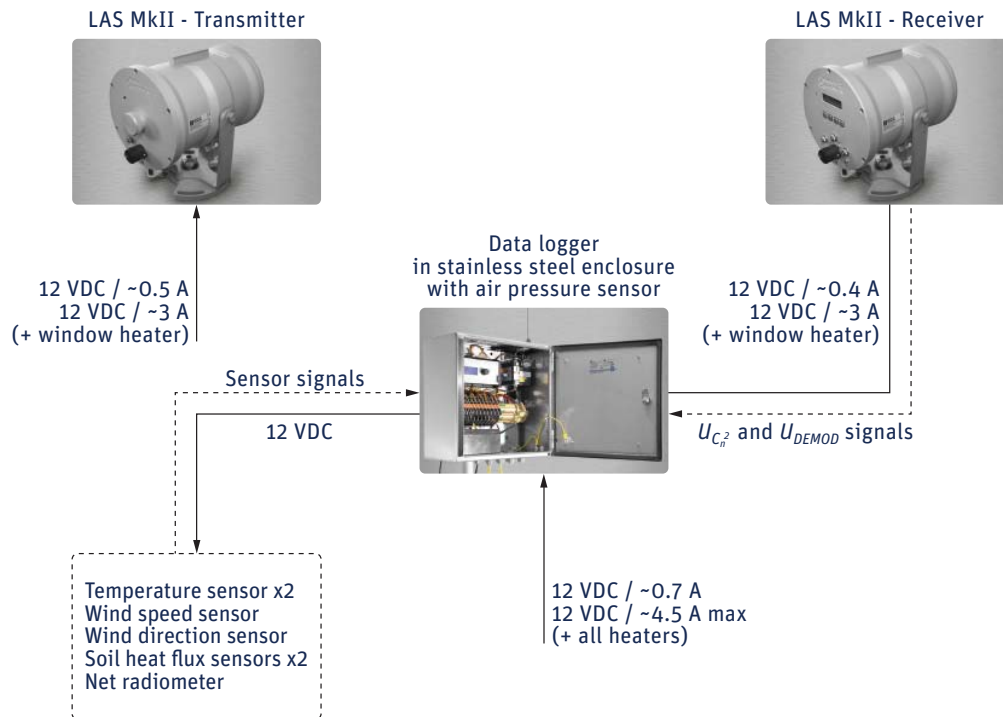 LAS MkII - Transmitter
LAS MkII - Receiver
12 VDC / ~0.5 A
12 VDC / ~3 A
(+ window heater)
Data logger
in stainless steel enclosure
with air pressure sensor
12 VDC / ~0.4 A
12 VDC / ~3 A
(+ window heater)
Sensor signals
12 VDC
U_{C_n^2} and U_{DEMOD} signals
Temperature sensor x2
Wind speed sensor
Wind direction sensor
Soil heat flux sensors x2
Net radiometer
12 VDC / ~0.7 A
12 VDC / ~4.5 A max
(+ all heaters)